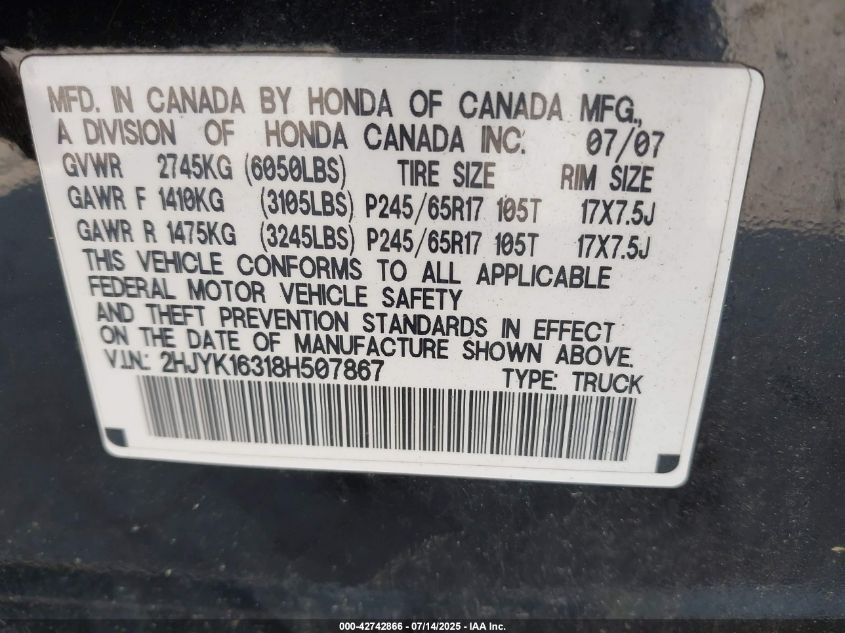 MFD. IN CANADA BY HONDA OF CANADA MFG.,
A DIVISION OF HONDA CANADA INC. 07/07
GVWR 2745KG (6050LBS) TIRE SIZE RIM SIZE
GAWR F 1410KG (3105LBS) P245/65R17 105T 17X7.5J
GAWR R 1475KG (3245LBS) P245/65R17 105T 17X7.5J
THIS VEHICLE CONFORMS TO ALL APPLICABLE
FEDERAL MOTOR VEHICLE SAFETY
AND THEFT PREVENTION STANDARDS IN EFFECT
ON THE DATE OF MANUFACTURE SHOWN ABOVE.
V.I.N.: 2HJYK16318H507867 TYPE: TRUCK
000-42742866 - 07/14/2025 - IAA Inc.